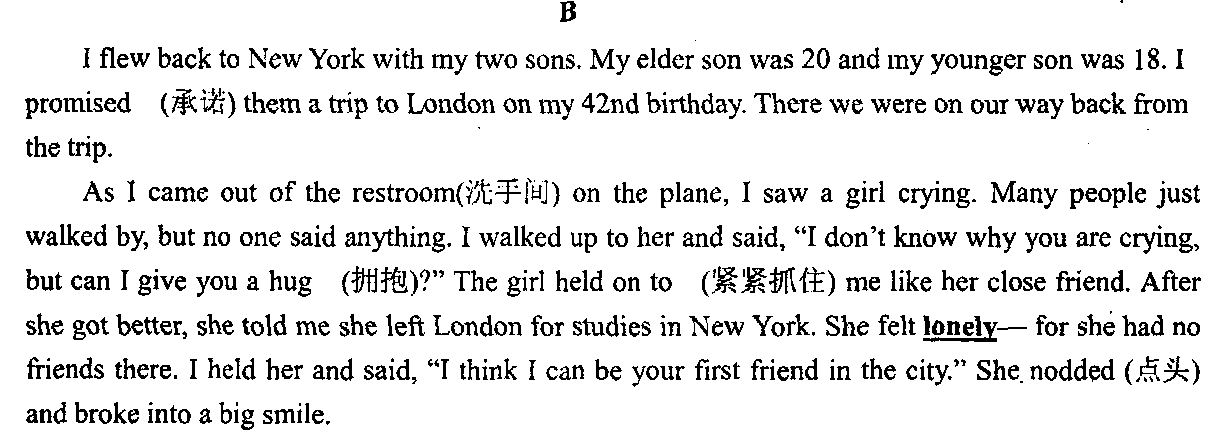 B
I flew back to New York with my two sons. My elder son was 20 and my younger son was 18. I
promised (承诺) them a trip to London on my 42nd birthday. There we were on our way back from
the trip.
As I came out of the restroom(洗手间) on the plane, I saw a girl crying. Many people just
walked by, but no one said anything. I walked up to her and said, “I don’t know why you are crying,
but can I give you a hug (拥抱)?” The girl held on to (紧紧抓住) me like her close friend. After
she got better, she told me she left London for studies in New York. She felt lonely— for she had no
friends there. I held her and said, “I think I can be your first friend in the city.” She nodded (点头)
and broke into a big smile.